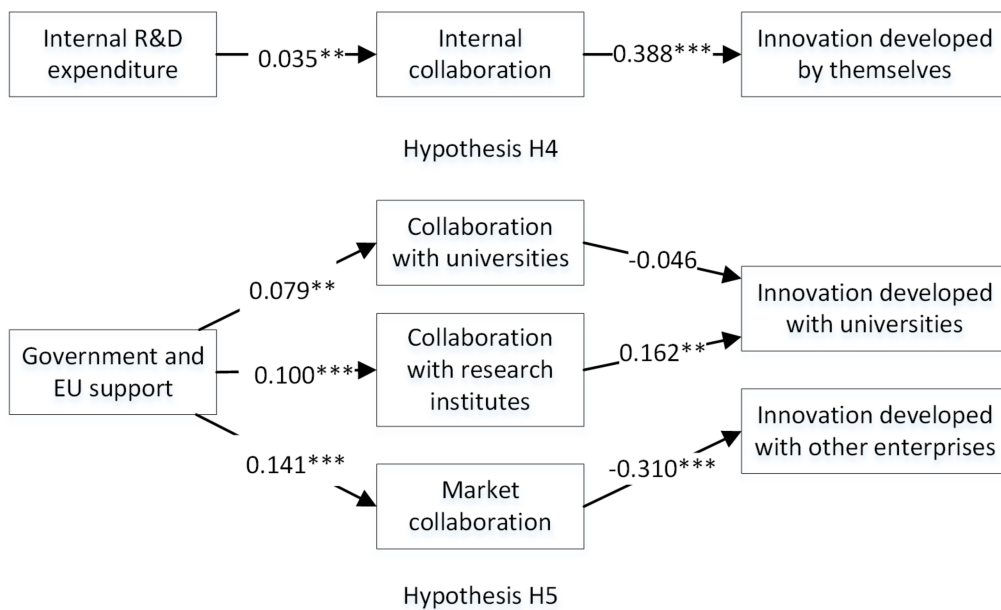 Internal R&D
expenditure
0.035**
Internal
collaboration
0.388***
Innovation developed
by themselves
Hypothesis H4
Collaboration
with universities
0.079**
-0.046
Innovation developed
with universities
Government and
EU support
0.100***
Collaboration
with research
institutes
0.162**
Innovation developed
with other enterprises
0.141***
Market
collaboration
-0.310***
Hypothesis H5